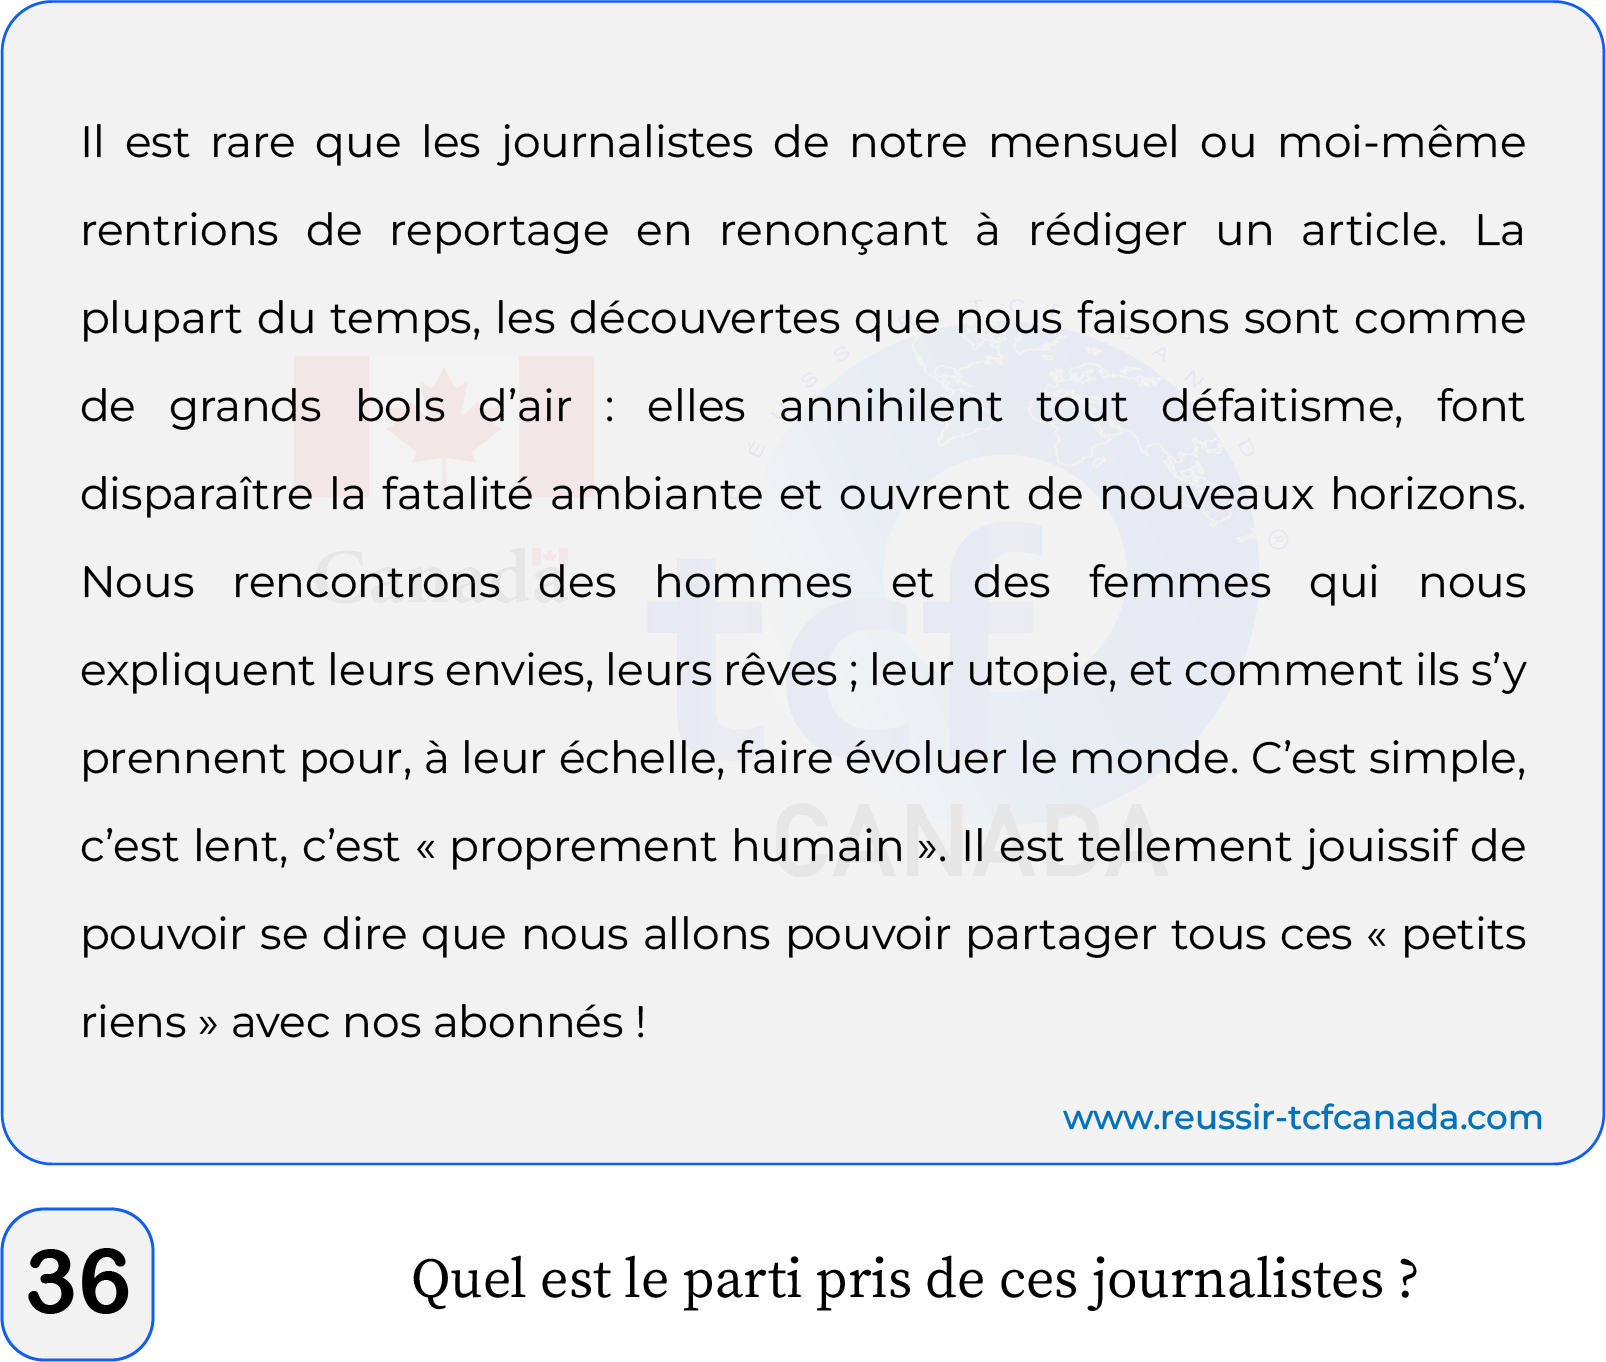 Il est rare que les journalistes de notre mensuel ou moi-même
rentrions de reportage en renonçant à rédiger un article. La
plupart du temps, les découvertes que nous faisons sont comme
de grands bols d’air : elles annihilent tout défaitisme, font
disparaître la fatalité ambiante et ouvrent de nouveaux horizons.
Nous rencontrons des hommes et des femmes qui nous
expliquent leurs envies, leurs rêves ; leur utopie, et comment ils s’y
prennent pour, à leur échelle, faire évoluer le monde. C’est simple,
c’est lent, c’est « proprement humain ». Il est tellement jouissif de
pouvoir se dire que nous allons pouvoir partager tous ces « petits
riens » avec nos abonnés !
Canada
tcf
CANADA
www.reussir-tcfcanada.com
36
Quel est le parti pris de ces journalistes ?